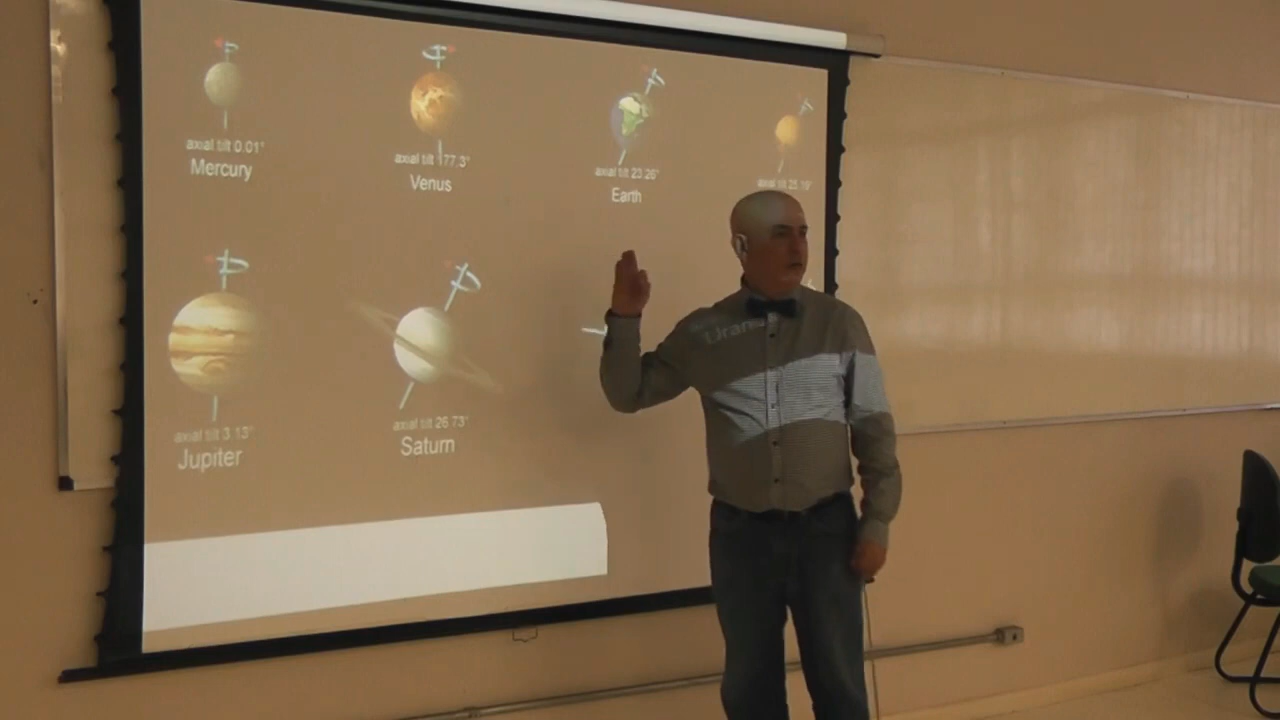 axial tilt 0.01°
Mercury
axial tilt 177.3°
Venus
axial tilt 23.26°
Earth
axial tilt 25.19°
axial tilt 3.13°
Jupiter
axial tilt 26.73°
Saturn
Uran